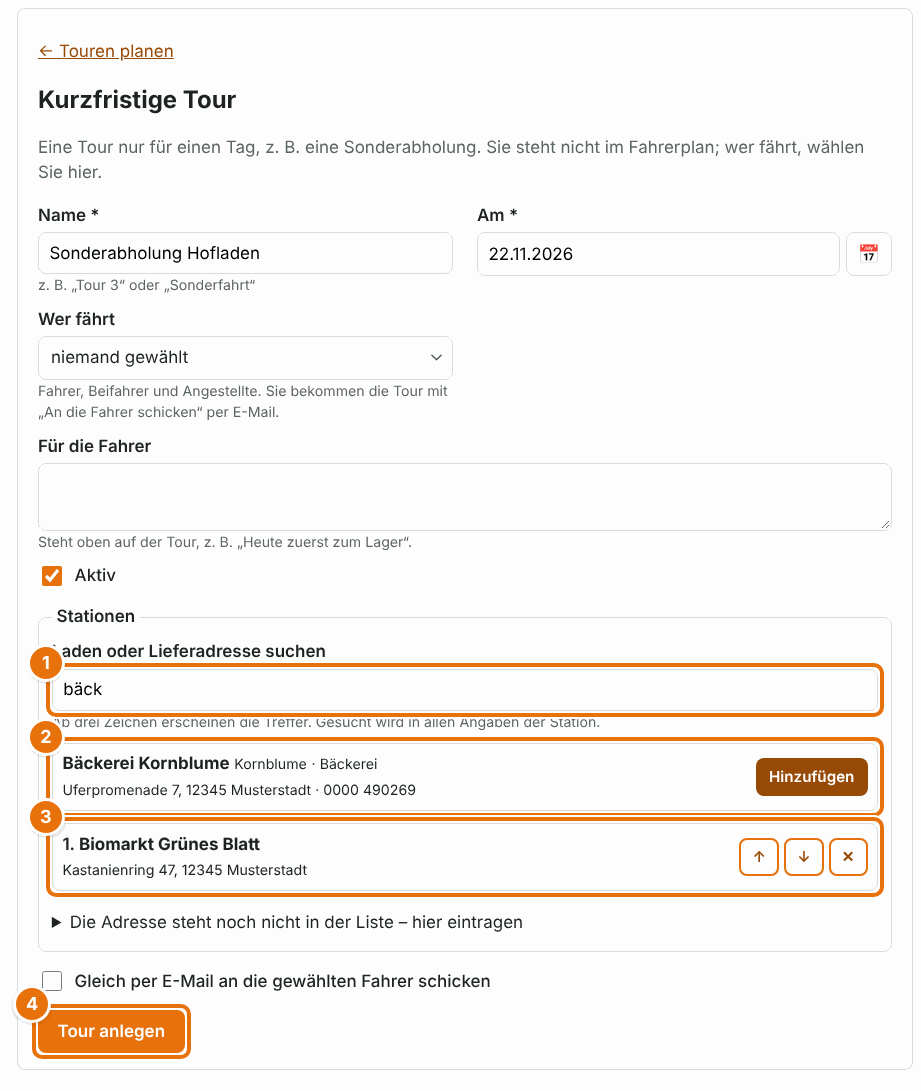 ← Touren planen
Kurzfristige Tour
Eine Tour nur für einen Tag, z. B. eine Sonderabholung. Sie steht nicht im Fahrerplan; wer fährt, wählen
Sie hier.
Name *
Am *
Sonderabholung Hofladen
22.11.2026
z. B. „Tour 3“ oder „Sonderfahrt“
Wer fährt
niemand gewählt
Fahrer, Beifahrer und Angestellte. Sie bekommen die Tour mit
„An die Fahrer schicken“ per E-Mail.
Für die Fahrer
Steht oben auf der Tour, z. B. „Heute zuerst zum Lager“.
Aktiv
Stationen
Laden oder Lieferadresse suchen
1
bäck
Ab drei Zeichen erscheinen die Treffer. Gesucht wird in allen Angaben der Station.
2
Bäckerei Kornblume Kornblume · Bäckerei
Uferpromenade 7, 12345 Musterstadt · 0000 490269
Hinzufügen
3
1. Biomarkt Grünes Blatt
Kastanienring 47, 12345 Musterstadt
↑ ↓ ×
▶ Die Adresse steht noch nicht in der Liste – hier eintragen
Gleich per E-Mail an die gewählten Fahrer schicken
4
Tour anlegen